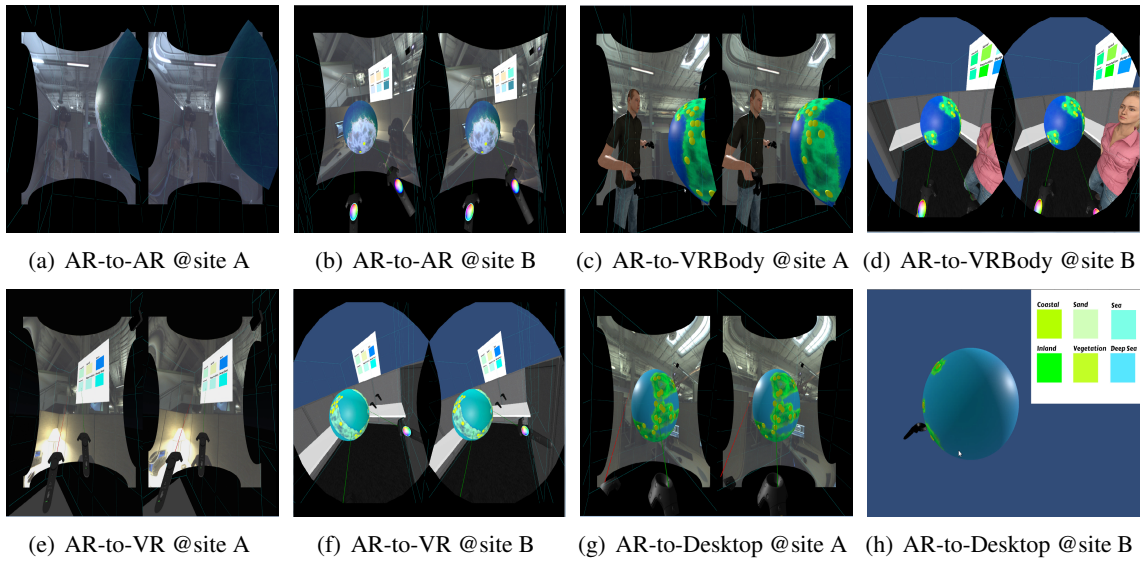 (a) AR-to-AR @site A
(b) AR-to-AR @site B
(c) AR-to-VRBody @site A
(d) AR-to-VRBody @site B
Coastal Sand Sea
Inland Vegetation Deep Sea
(e) AR-to-VR @site A
(f) AR-to-VR @site B
(g) AR-to-Desktop @site A
(h) AR-to-Desktop @site B